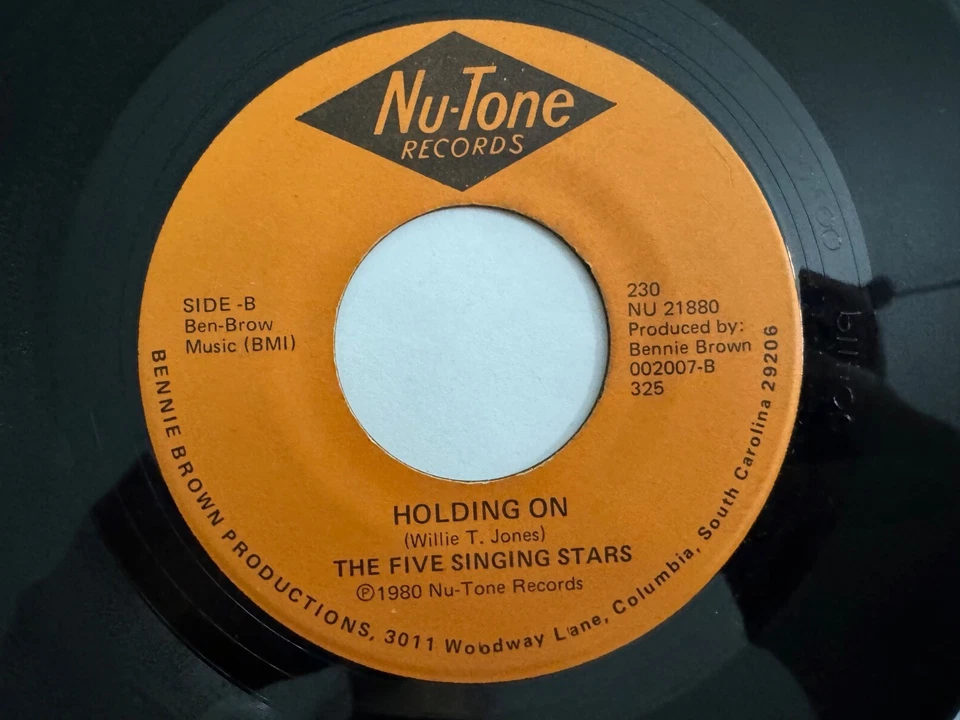 Nu-Tone
RECORDS
SIDE -B
Ben-Brow
Music (BMI)
230
NU 21880
Produced by:
Bennie Brown
002007-B
325
HOLDING ON
(Willie T. Jones)
THE FIVE SINGING STARS
Ⓟ1980 Nu-Tone Records
BENNIE BROWN PRODUCTIONS, 3011 Woodway Lane, Columbia, South Carolina 29206